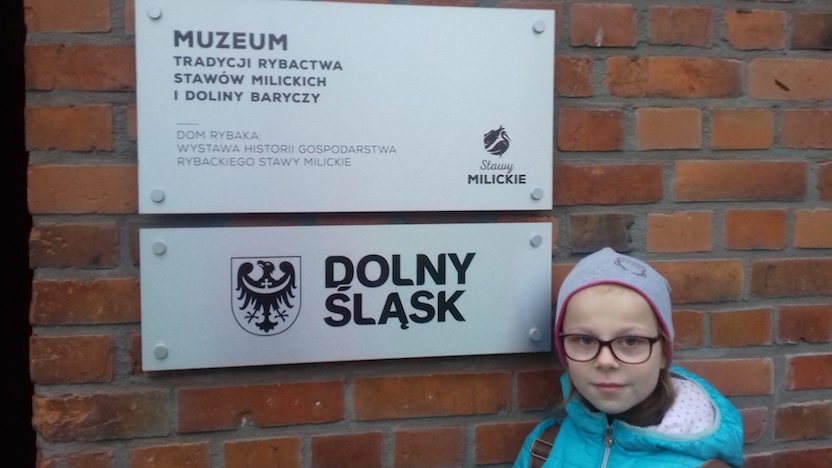 MUZEUM
TRADYCJI RYBACTWA
STAWÓW MILICKICH
I DOLINY BARYCZY
DOM RYBAKA:
WYSTAWA HISTORII GOSPODARSTWA
RYBACKIEGO STAWY MILICKIE
Stawy
MILICKIE
DOLNY
ŚLĄSK